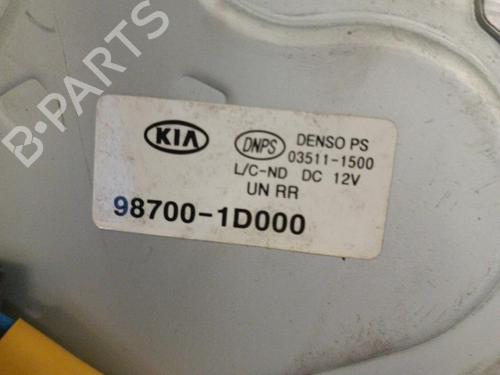 B-PARTS
KIA
DNPS DENSO PS
03511-1500
L/C-ND DC 12V
UN RR
98700-1D000